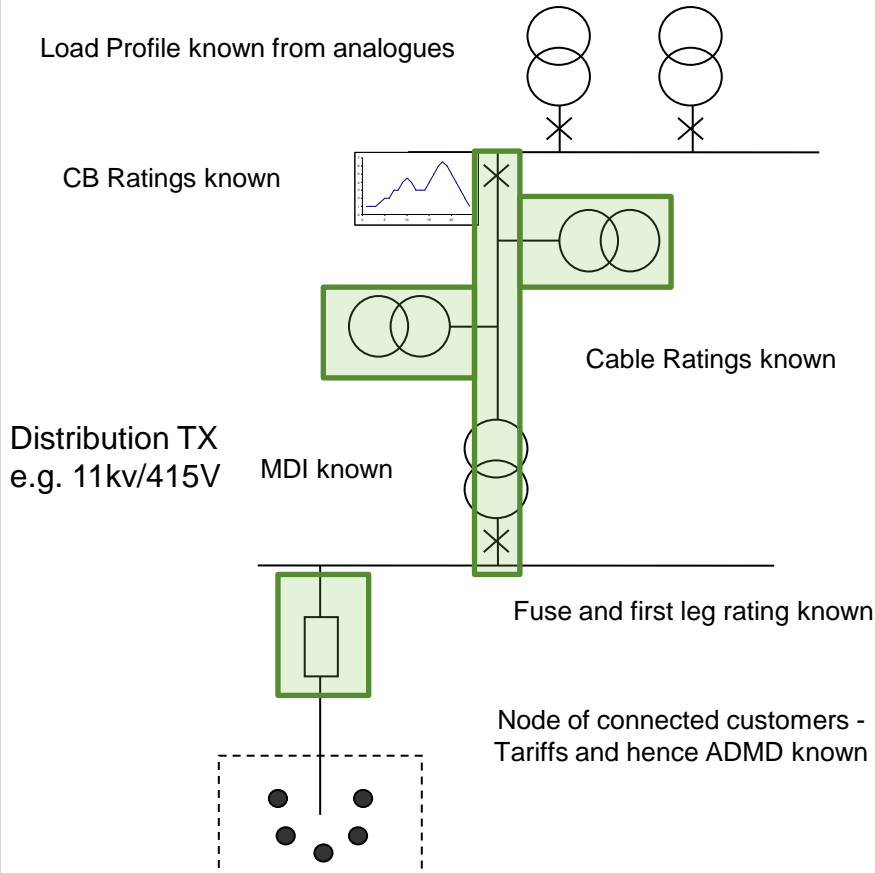 Load Profile known from analogues
CB Ratings known
Cable Ratings known
Distribution TX
e.g. 11kv/415V
MDI known
Fuse and first leg rating known
Node of connected customers -
Tariffs and hence ADMD known